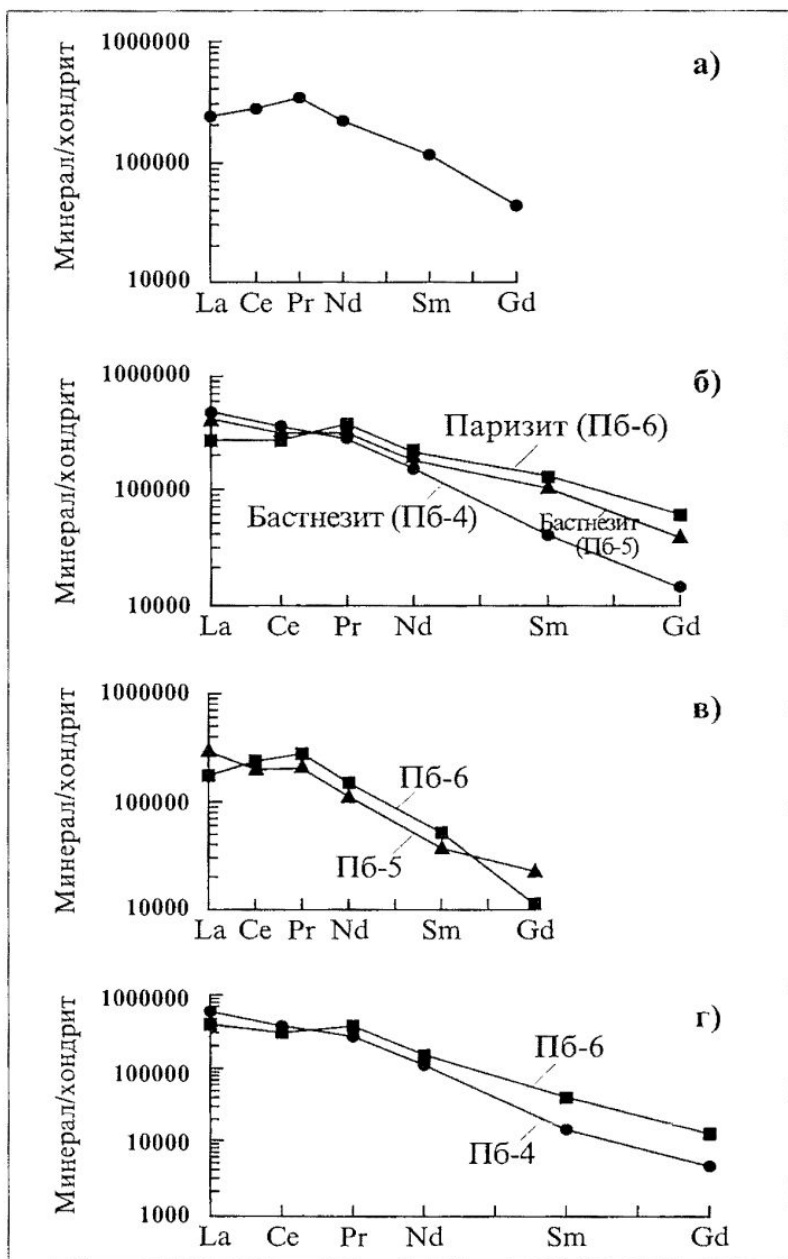 а)
Минерал/хондрит
1000000
100000
10000
La Ce Pr Nd Sm Gd
б)
Минерал/хондрит
1000000
100000
10000
Паризит (Пб-6)
Бастнезит (Пб-4)
Бастнезит
(Пб-5)
La Ce Pr Nd Sm Gd
в)
Минерал/хондрит
1000000
100000
10000
Пб-6
Пб-5
La Ce Pr Nd Sm Gd
г)
Минерал/хондрит
1000000
100000
10000
1000
Пб-6
Пб-4
La Ce Pr Nd Sm Gd